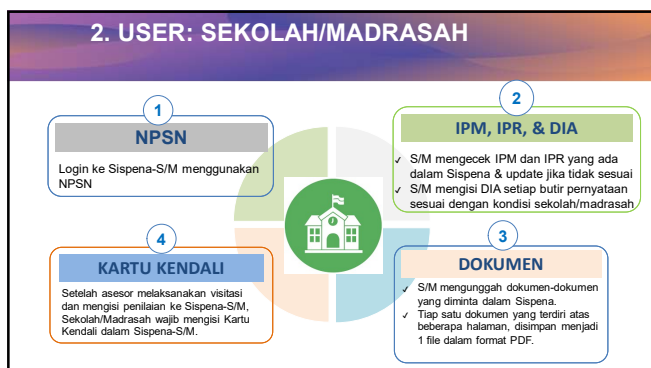 2. USER: SEKOLAH/MADRASAH
1
NPSN
Login ke Sispena-S/M menggunakan
NPSN
2
IPM, IPR, & DIA
✓ S/M mengecek IPM dan IPR yang ada
dalam Sispena & update jika tidak sesuai
✓ S/M mengisi DIA setiap butir pernyataan
sesuai dengan kondisi sekolah/madrasah
3
DOKUMEN
✓ S/M mengunggah dokumen-dokumen
yang diminta dalam Sispena.
✓ Tiap satu dokumen yang terdiri atas
beberapa halaman, disimpan menjadi
1 file dalam format PDF.
4
KARTU KENDALI
Setelah asesor melaksanakan visitasi
dan mengisi penilaian ke Sispena-S/M,
Sekolah/Madrasah wajib mengisi Kartu
Kendali dalam Sispena-S/M.